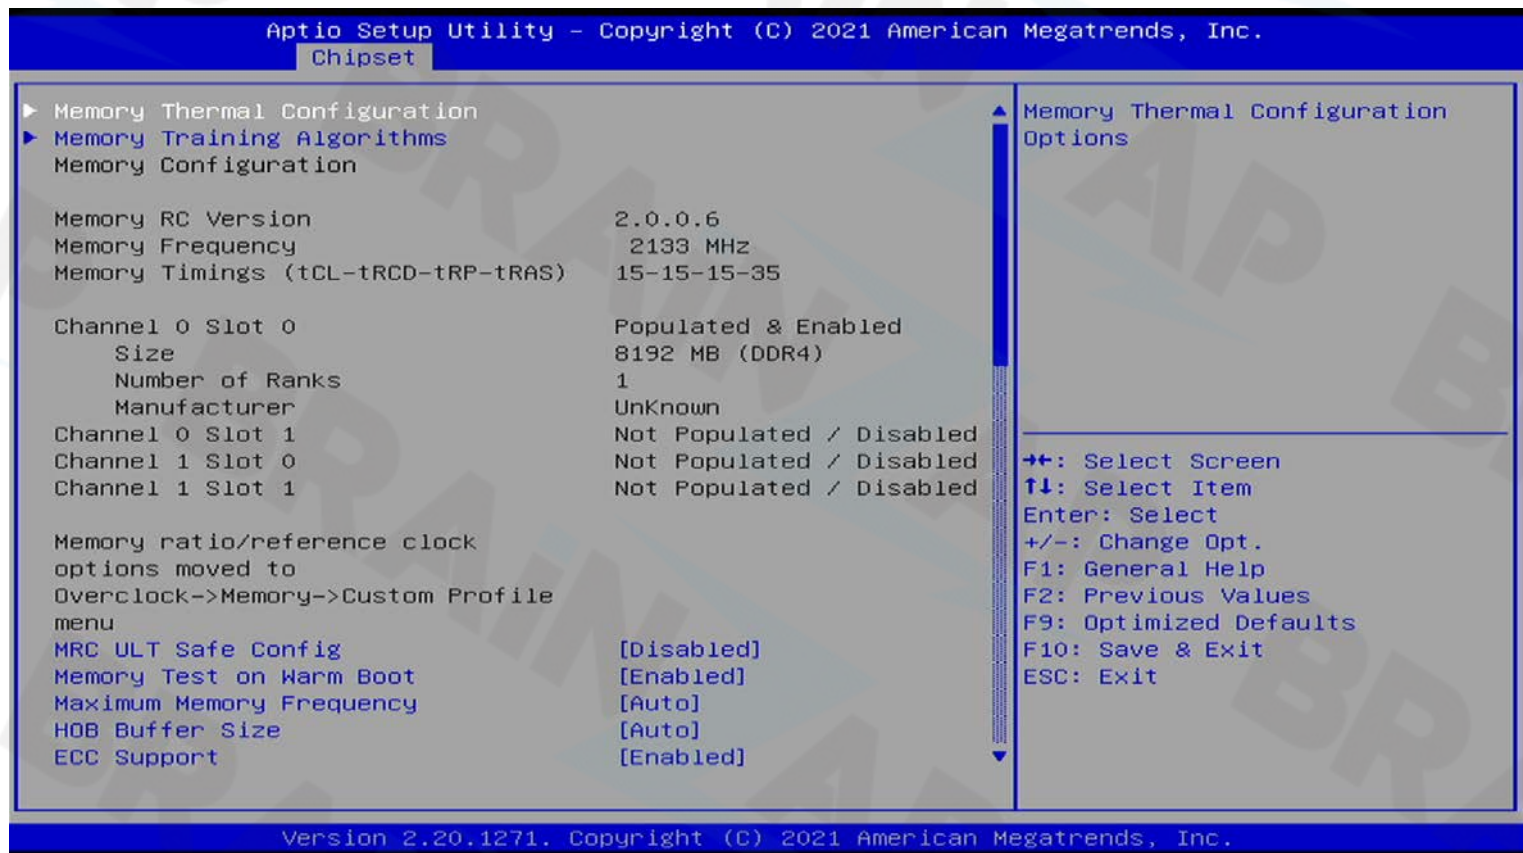 Aptio Setup Utility – Copyright (C) 2021 American Megatrends, Inc.
Chipset
Memory Thermal Configuration
Memory Training Algorithms
Memory Configuration
Memory RC Version 2.0.0.6
Memory Frequency 2133 MHz
Memory Timings (tCL-tRCD-tRP-tRAS) 15-15-15-35
Channel 0 Slot 0 Populated & Enabled
Size 8192 MB (DDR4)
Number of Ranks 1
Manufacturer UnKnown
Channel 0 Slot 1 Not Populated / Disabled
Channel 1 Slot 0 Not Populated / Disabled
Channel 1 Slot 1 Not Populated / Disabled
Memory ratio/reference clock
options moved to
Overclock->Memory->Custom Profile
menu
MRC ULT Safe Config [Disabled]
Memory Test on Warm Boot [Enabled]
Maximum Memory Frequency [Auto]
HOB Buffer Size [Auto]
ECC Support [Enabled]
Memory Thermal Configuration
Options
→←: Select Screen
↑↓: Select Item
Enter: Select
+/-: Change Opt.
F1: General Help
F2: Previous Values
F9: Optimized Defaults
F10: Save & Exit
ESC: Exit
Version 2.20.1271. Copyright (C) 2021 American Megatrends, Inc.